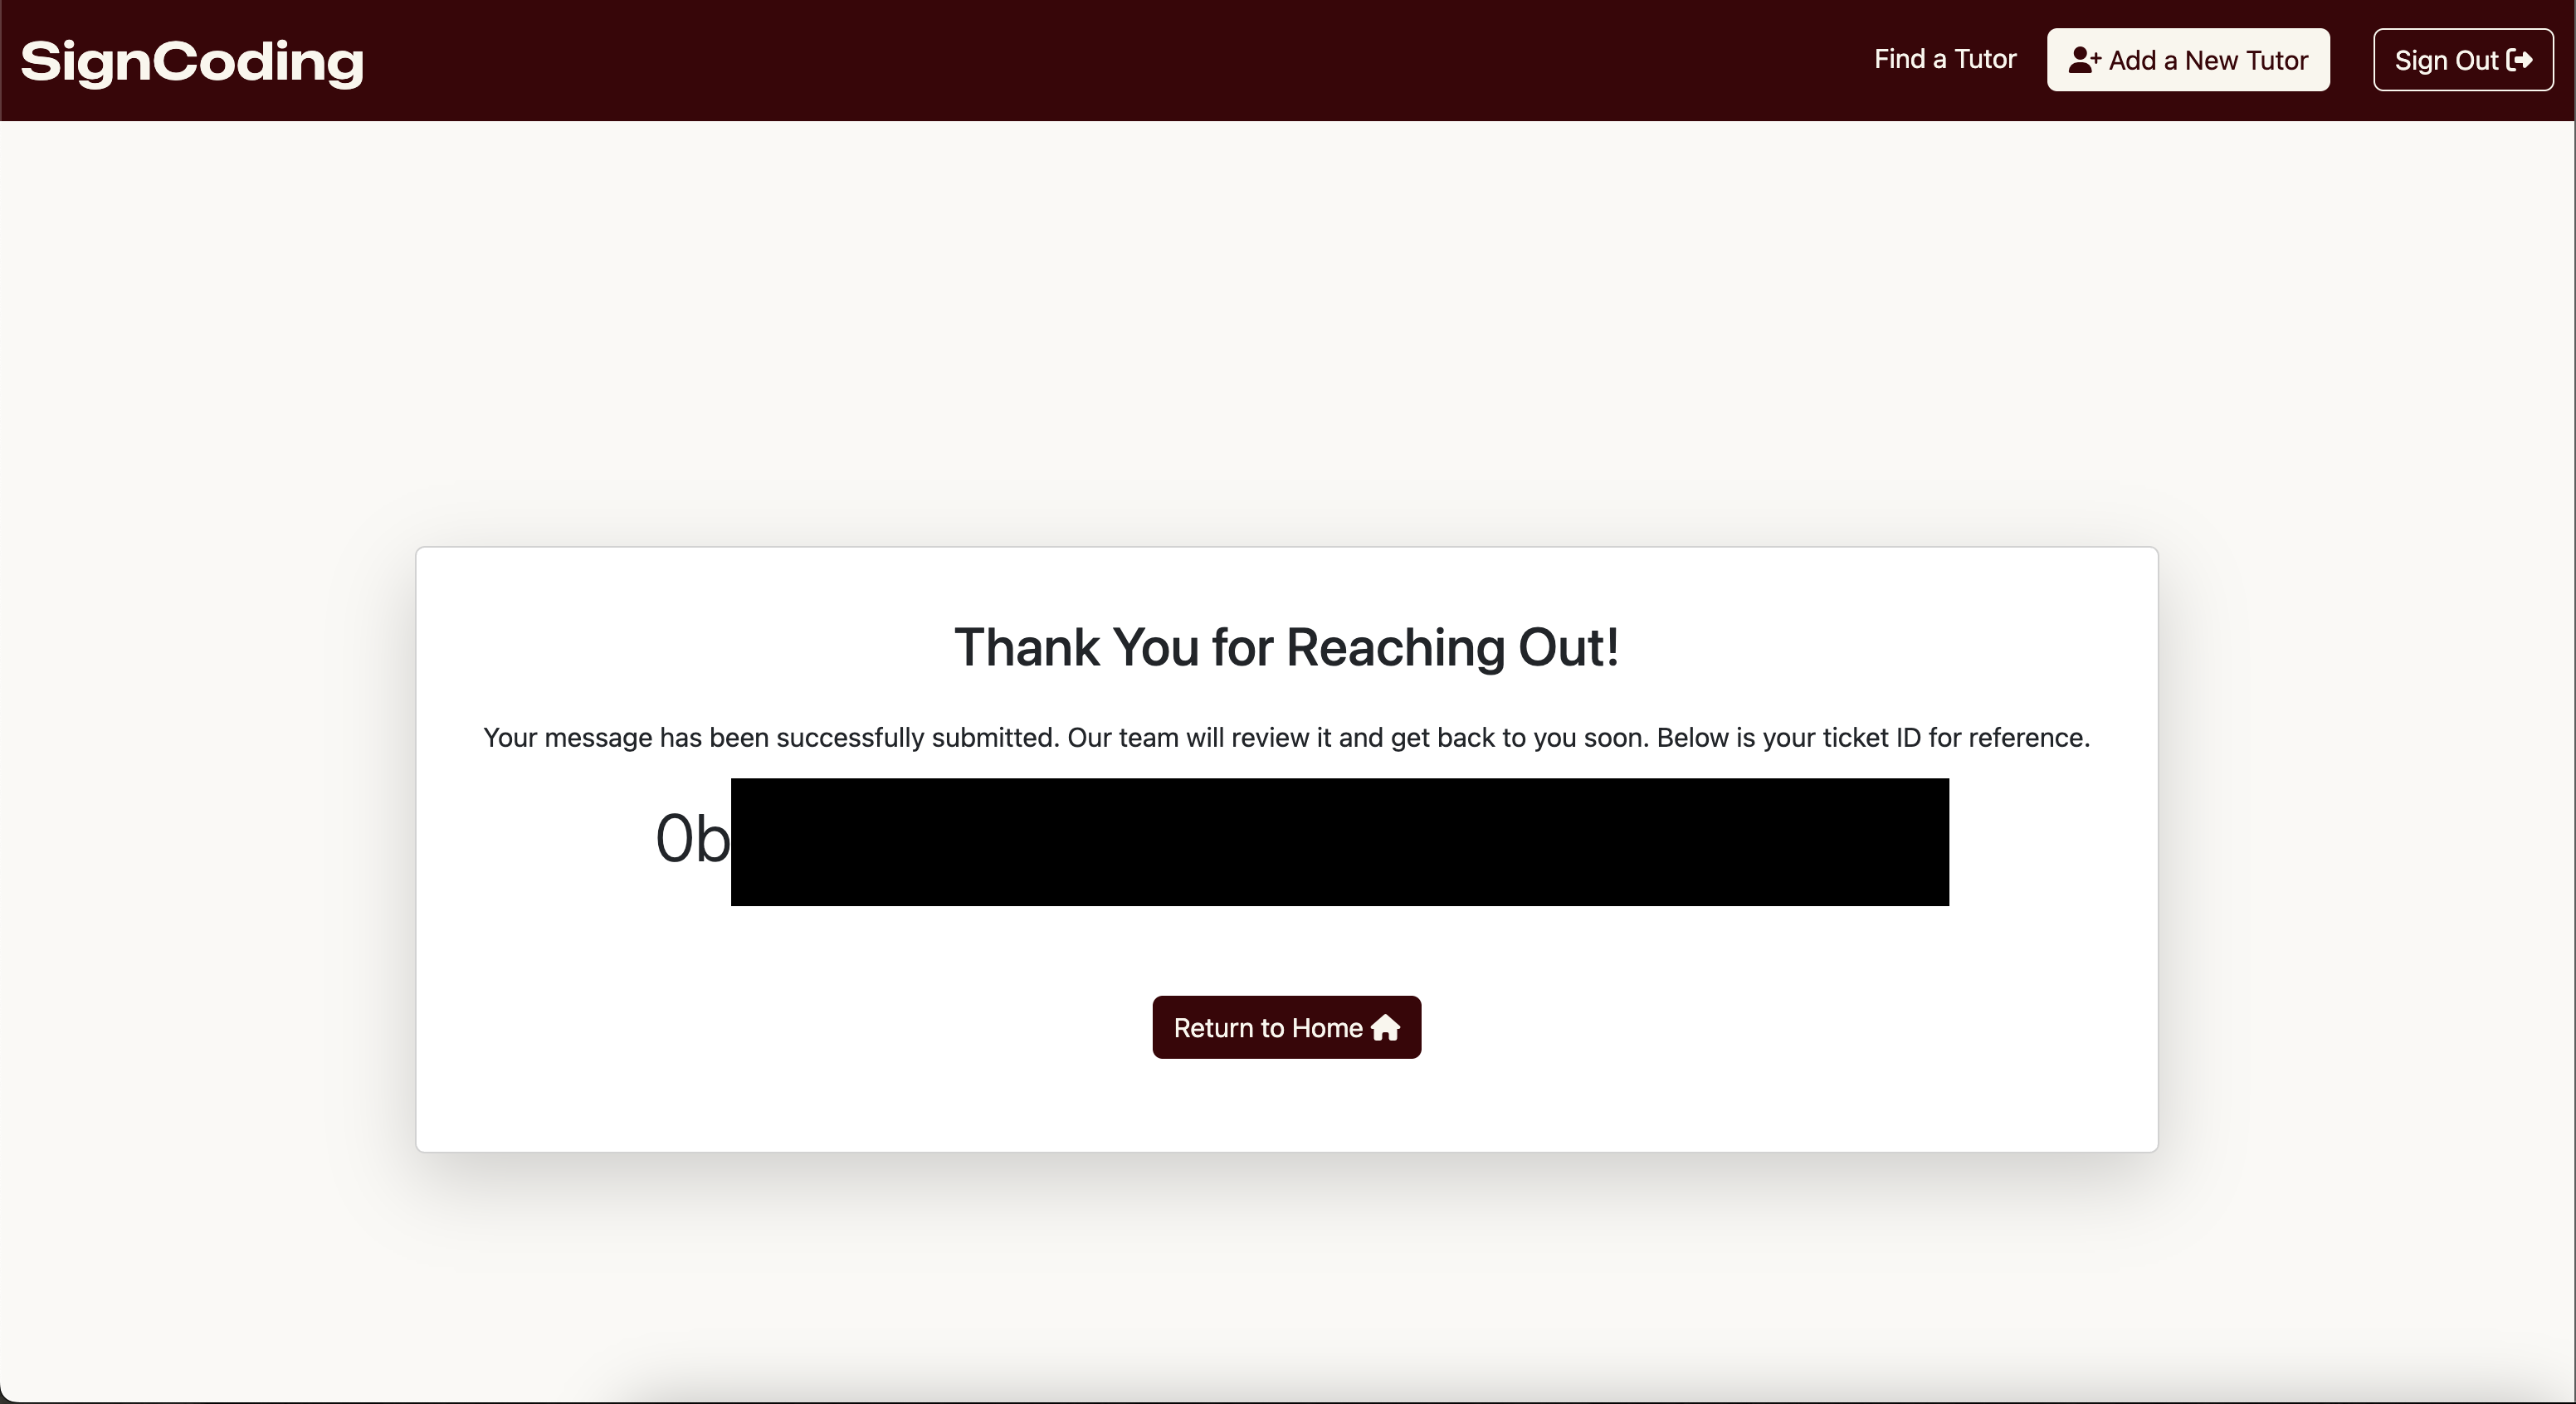 SignCoding
Find a Tutor
Add a New Tutor
Sign Out
Thank You for Reaching Out!
Your message has been successfully submitted. Our team will review it and get back to you soon. Below is your ticket ID for reference.
0b
Return to Home